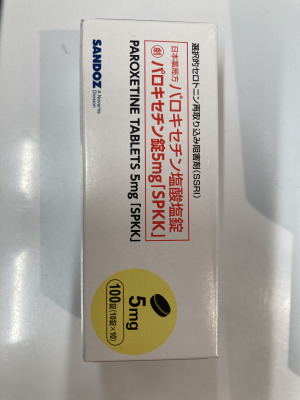 選択的セロトニン再取り込み阻害剤(SSRI)
日本薬局方 パロキセチン塩酸塩錠
劇 パロキセチン錠5mg「SPKK」
PAROXETINE TABLETS 5mg「SPKK」
SANDOZ
A Novartis
Division
5mg
100錠(10錠×10)